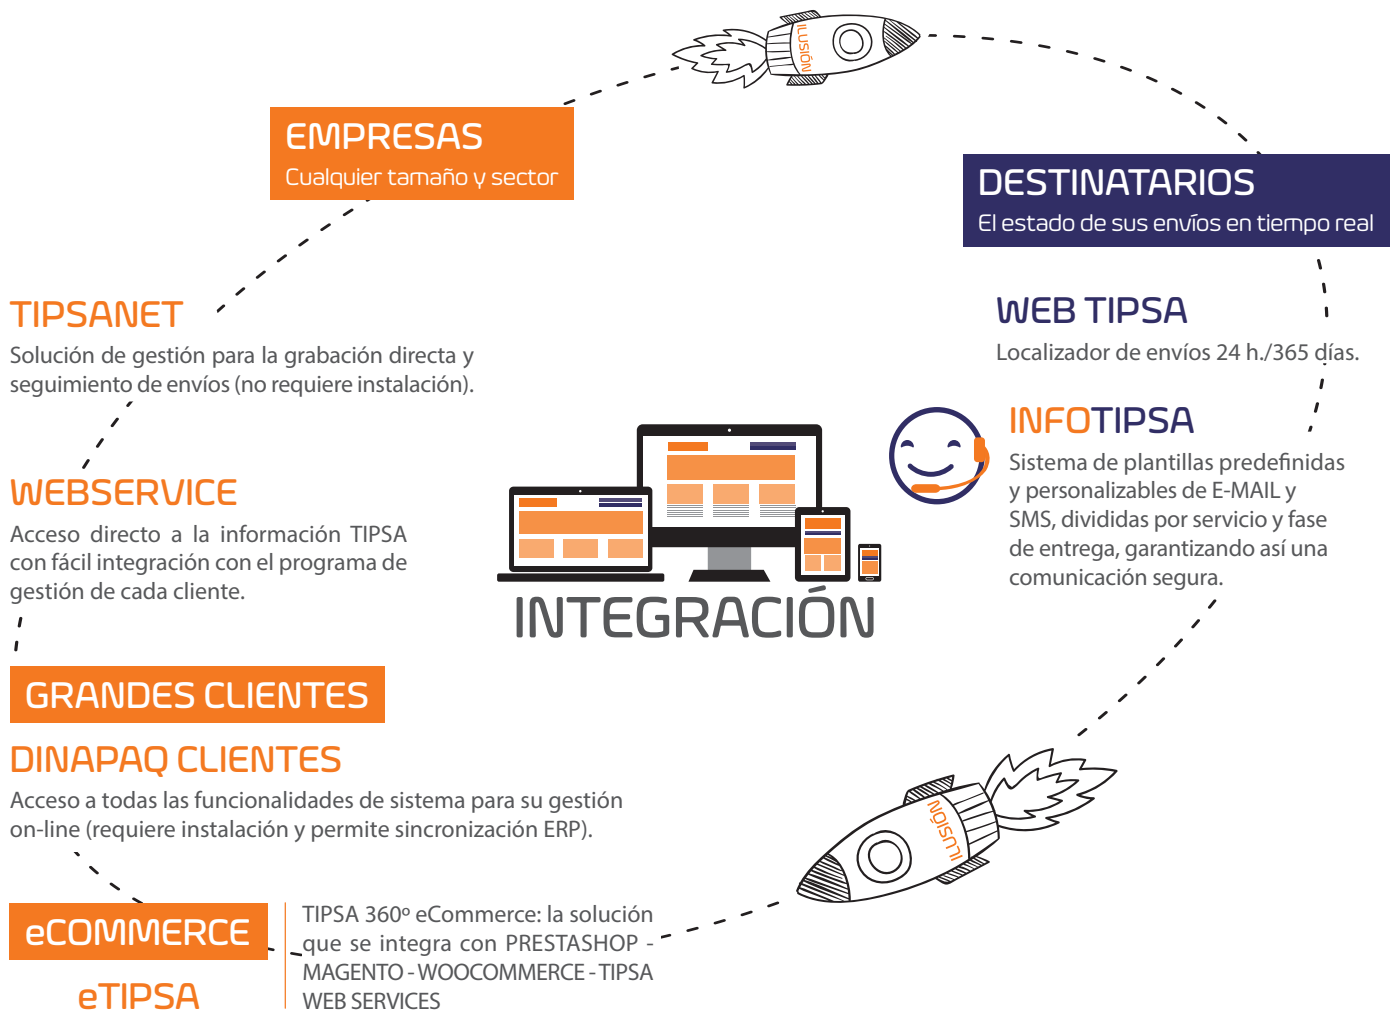 ILUSIÓN
EMPRESAS
Cualquier tamaño y sector
DESTINATARIOS
El estado de sus envíos en tiempo real
TIPSANET
Solución de gestión para la grabación directa y
seguimiento de envíos (no requiere instalación).
WEB TIPSA
Localizador de envíos 24 h./365 días.
INFOTIPSA
Sistema de plantillas predefinidas
y personalizables de E-MAIL y
SMS, divididas por servicio y fase
de entrega, garantizando así una
comunicación segura.
WEBSERVICE
Acceso directo a la información TIPSA
con fácil integración con el programa de
gestión de cada cliente.
INTEGRACIÓN
GRANDES CLIENTES
DINAPAQ CLIENTES
Acceso a todas las funcionalidades de sistema para su gestión
on-line (requiere instalación y permite sincronización ERP).
ILUSIÓN
eCOMMERCE
eTIPSA
TIPSA 360º eCommerce: la solución
que se integra con PRESTASHOP -
MAGENTO - WOOCOMMERCE - TIPSA
WEB SERVICES